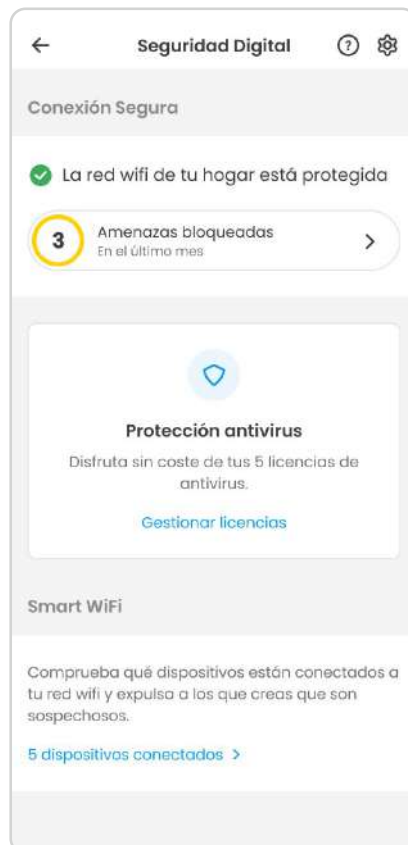 Seguridad Digital
Conexión Segura
La red wifi de tu hogar está protegida
3
Amenazas bloqueadas
En el último mes
Protección antivirus
Disfruta sin coste de tus 5 licencias de
antivirus.
Gestionar licencias
Smart WiFi
Comprueba qué dispositivos están conectados a
tu red wifi y expulsa a los que creas que son
sospechosos.
5 dispositivos conectados >